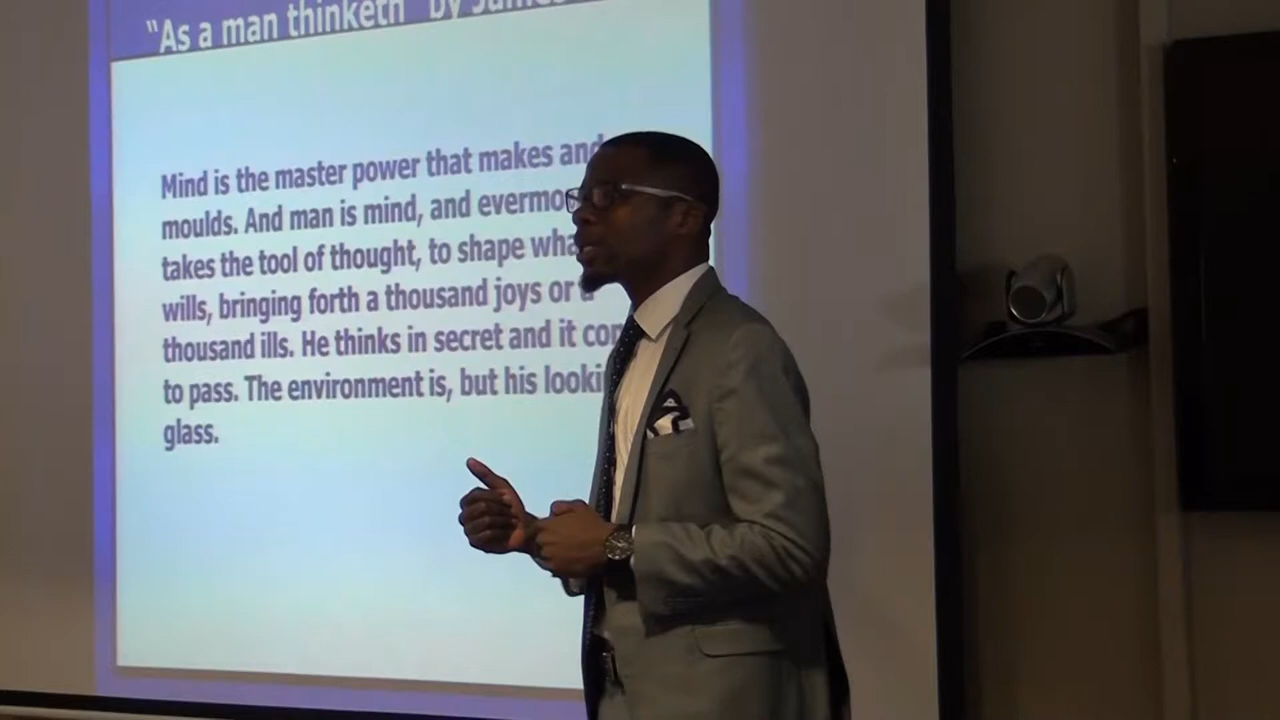 “As a man thinketh” by James
Mind is the master power that makes and
moulds. And man is mind, and evermo
takes the tool of thought, to shape wha
wills, bringing forth a thousand joys or a
thousand ills. He thinks in secret and it co
to pass. The environment is, but his looki
glass.